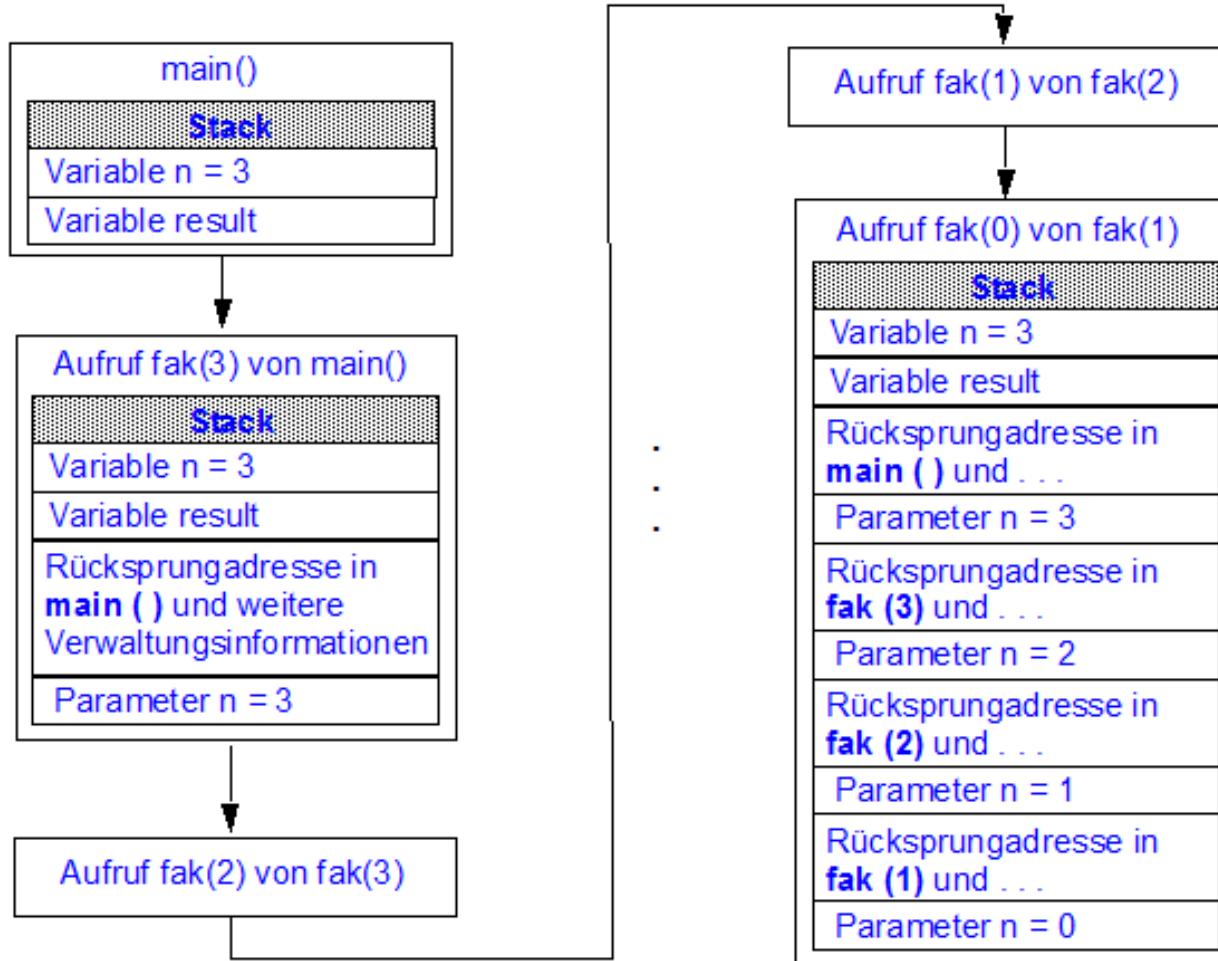 main()
Stack
Variable n = 3
Variable result
Aufruf fak(3) von main()
Stack
Variable n = 3
Variable result
Rücksprungadresse in
main ( ) und weitere
Verwaltungsinformationen
Parameter n = 3
Aufruf fak(2) von fak(3)
.
.
.
Aufruf fak(1) von fak(2)
Aufruf fak(0) von fak(1)
Stack
Variable n = 3
Variable result
Rücksprungadresse in
main ( ) und . . .
Parameter n = 3
Rücksprungadresse in
fak (3) und . . .
Parameter n = 2
Rücksprungadresse in
fak (2) und . . .
Parameter n = 1
Rücksprungadresse in
fak (1) und . . .
Parameter n = 0